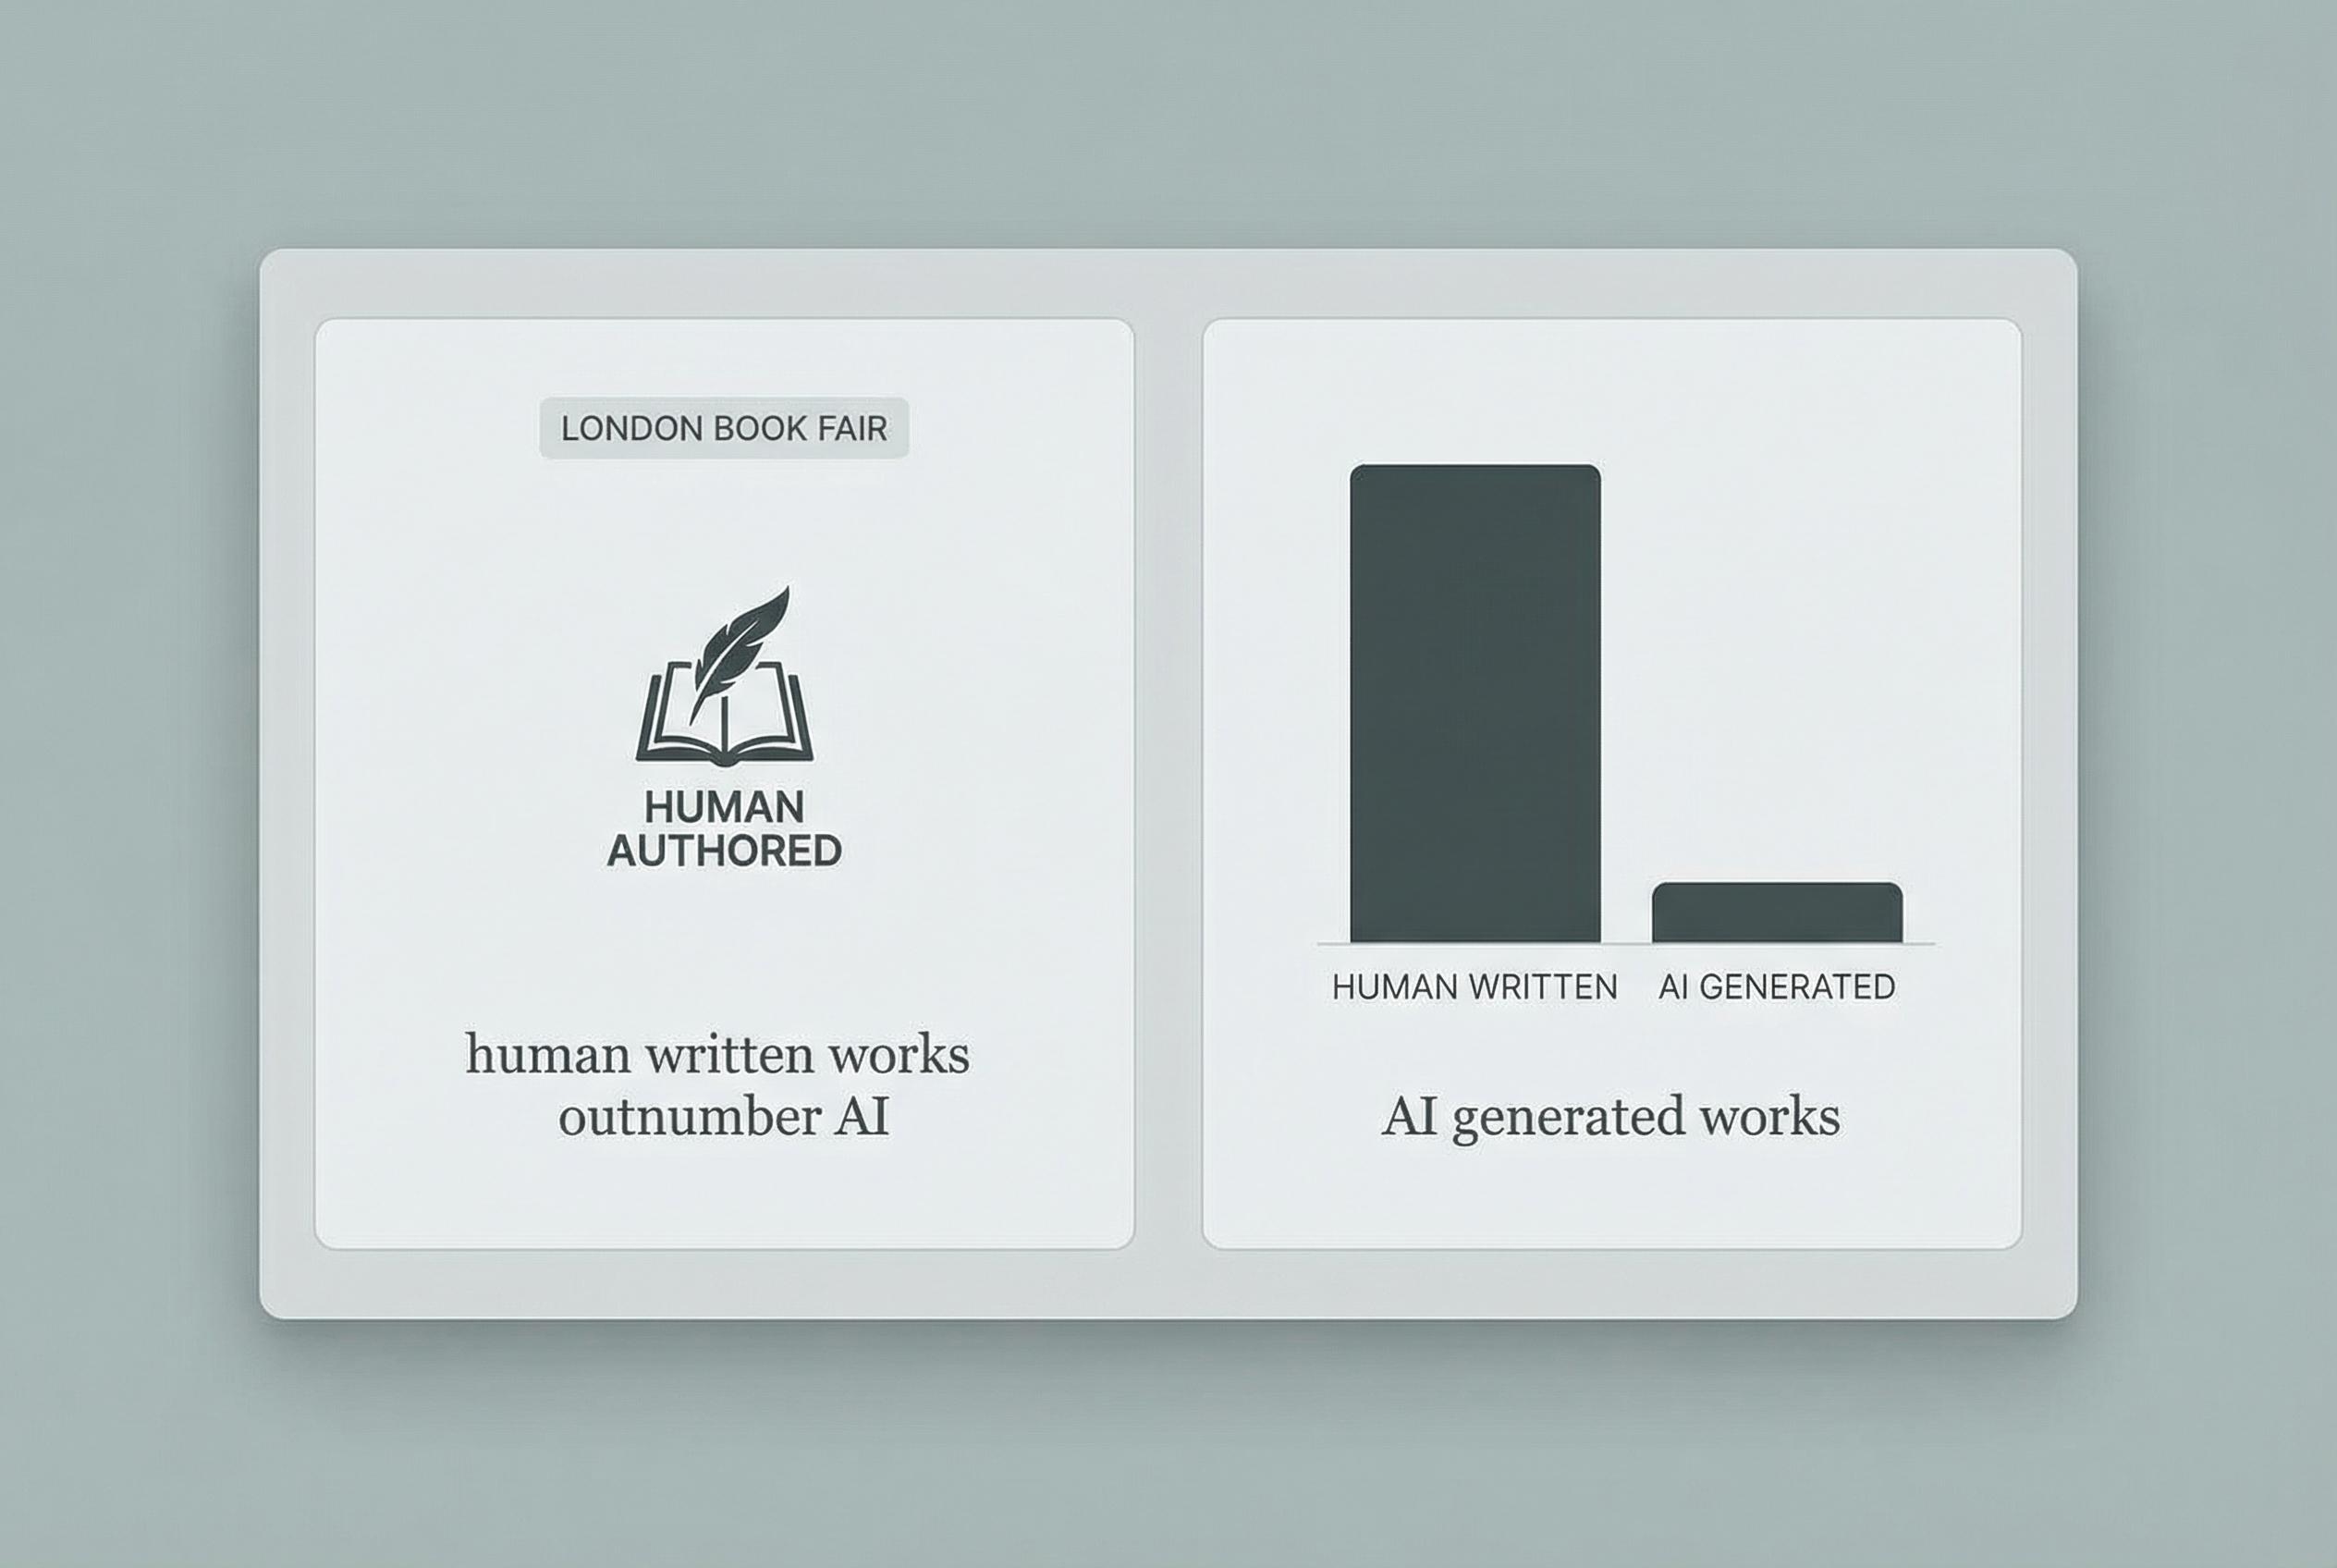 LONDON BOOK FAIR
HUMAN
AUTHORED
human written works
outnumber AI
HUMAN WRITTEN
AI GENERATED
AI generated works